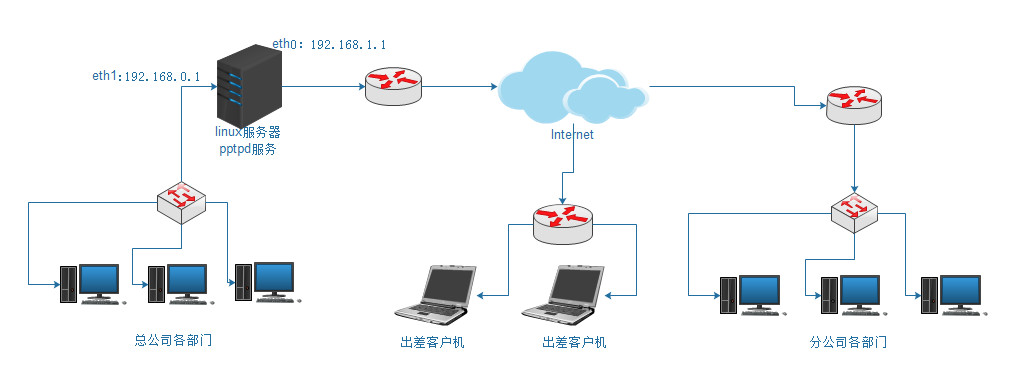 eth0：192.168.1.1
eth1:192.168.0.1
linux服务器
pptpd服务
Internet
总公司各部门
出差客户机
出差客户机
分公司各部门